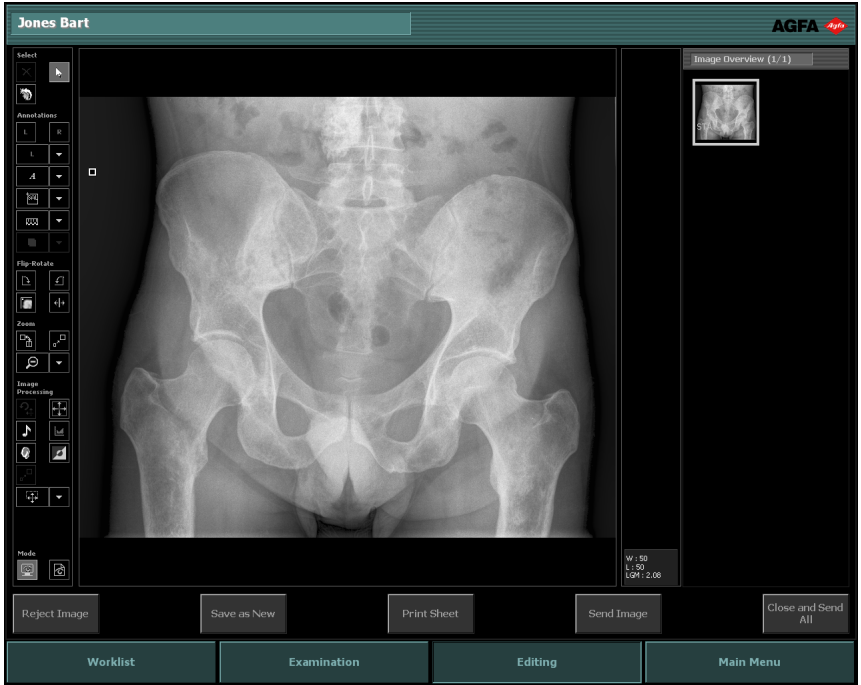 Jones Bart
AGFA Agfa
Select
Annotations
L R
L
A
Flip-Rotate
Zoom
Image
Processing
Mode
Image Overview (1/1)
STA
W : 50
L : 50
LGM : 2.08
Reject Image
Save as New
Print Sheet
Send Image
Close and Send
All
Worklist
Examination
Editing
Main Menu